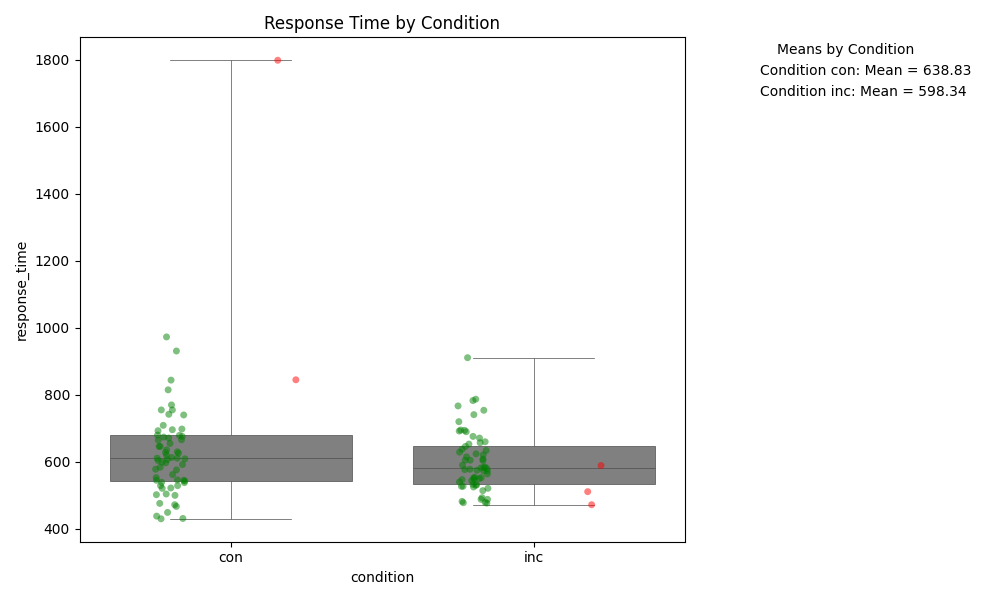 Response Time by Condition
Means by Condition
Condition con: Mean = 638.83
Condition inc: Mean = 598.34
1800
1600
1400
1200
1000
800
600
400
response_time
con
inc
condition